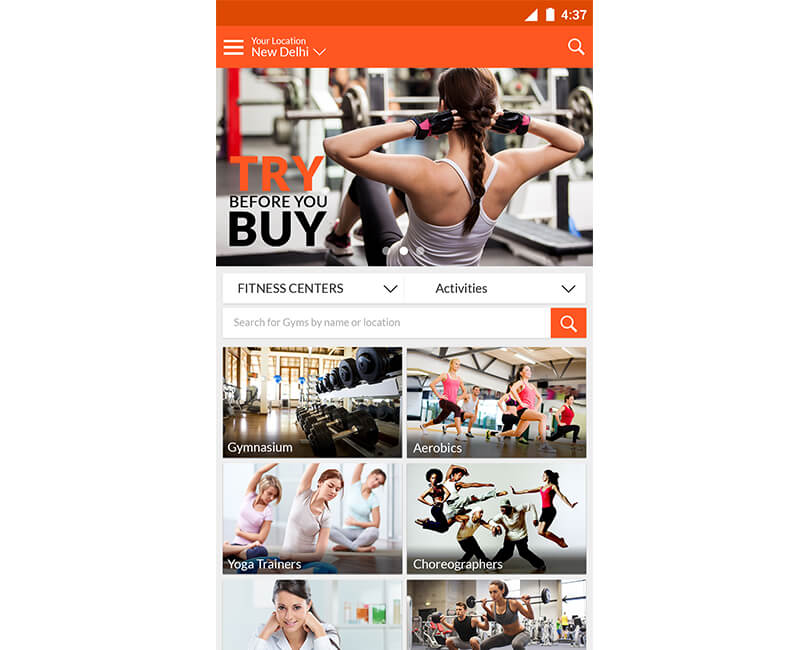 4:37
Your Location
New Delhi
TRY
BEFORE YOU
BUY
FITNESS CENTERS
Activities
Search for Gyms by name or location
Gymnasium
Aerobics
Yoga Trainers
Choreographers